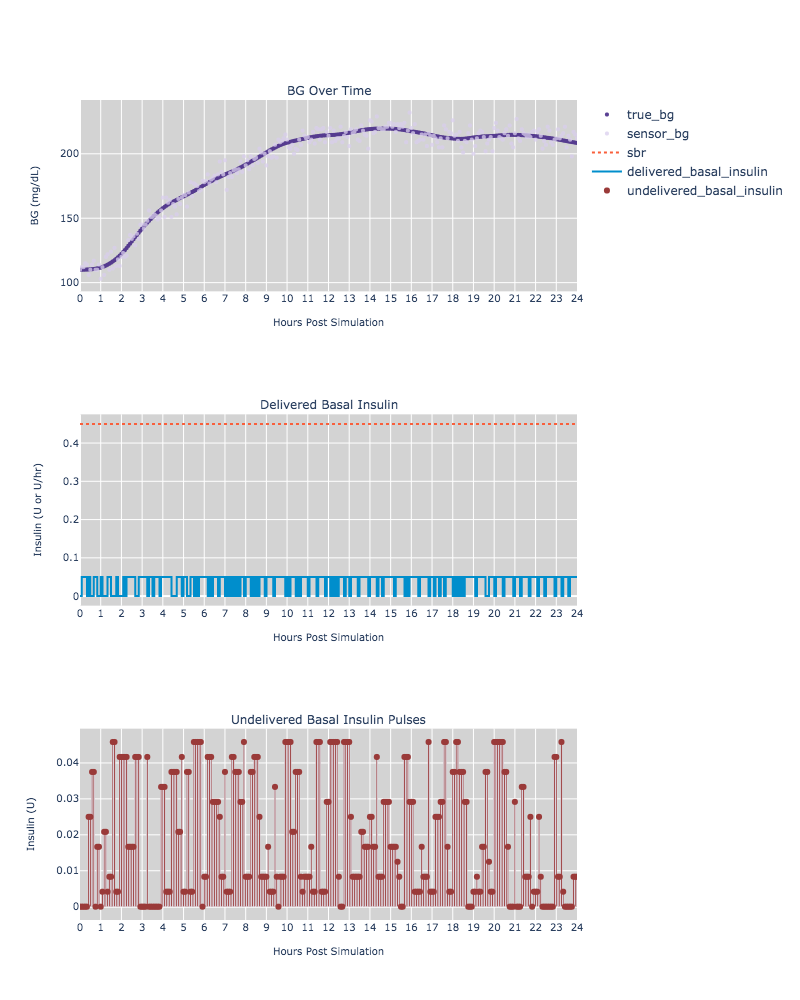 BG Over Time
true_bg
sensor_bg
sbr
delivered_basal_insulin
undelivered_basal_insulin
BG (mg/dL)
200
150
100
0 1 2 3 4 5 6 7 8 9 10 11 12 13 14 15 16 17 18 19 20 21 22 23 24
Hours Post Simulation
Delivered Basal Insulin
Insulin (U or U/hr)
0.4
0.3
0.2
0.1
0
0 1 2 3 4 5 6 7 8 9 10 11 12 13 14 15 16 17 18 19 20 21 22 23 24
Hours Post Simulation
Undelivered Basal Insulin Pulses
Insulin (U)
0.04
0.03
0.02
0.01
0
0 1 2 3 4 5 6 7 8 9 10 11 12 13 14 15 16 17 18 19 20 21 22 23 24
Hours Post Simulation